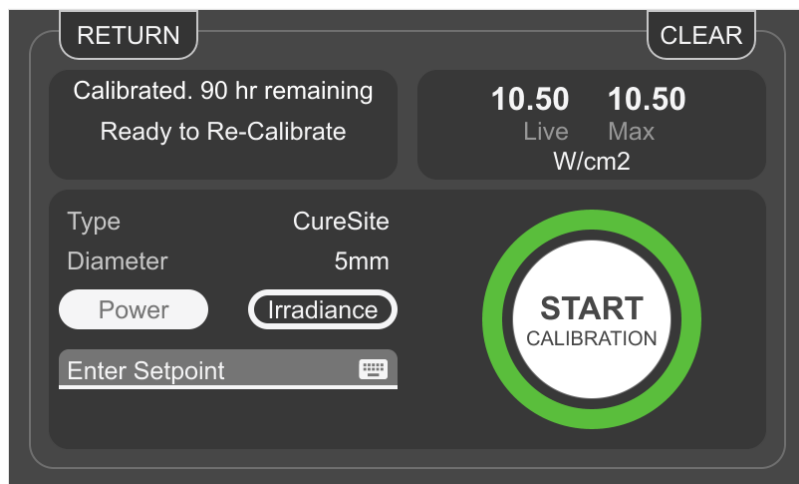 RETURN
CLEAR
Calibrated. 90 hr remaining
Ready to Re-Calibrate
10.50 10.50
Live Max
W/cm2
Type CureSite
Diameter 5mm
Power Irradiance
Enter Setpoint
START
CALIBRATION